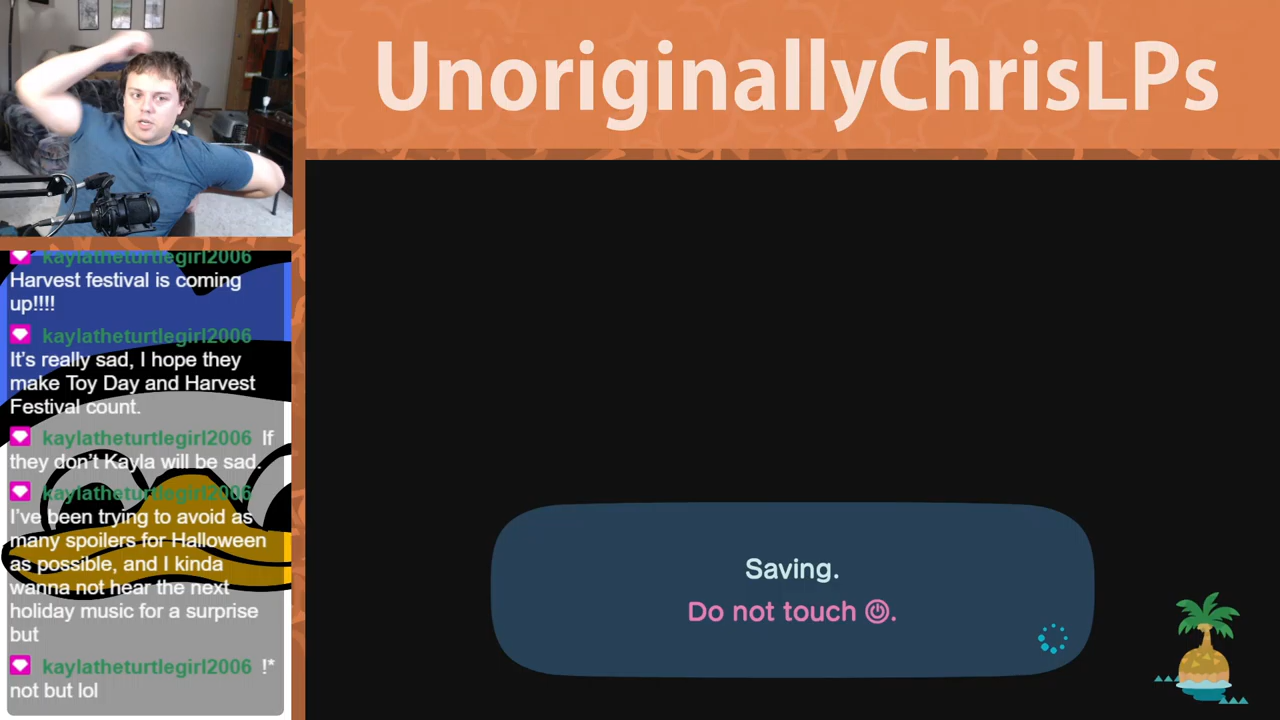 UnoriginallyChrisLPs
kaylatheturtlegirl2006
Harvest festival is coming
up!!!!
kaylatheturtlegirl2006
It’s really sad, I hope they
make Toy Day and Harvest
Festival count.
kaylatheturtlegirl2006 If
they don’t Kayla will be sad.
kaylatheturtlegirl2006
I’ve been trying to avoid as
many spoilers for Halloween
as possible, and I kinda
wanna not hear the next
holiday music for a surprise
but
kaylatheturtlegirl2006 !*
not but lol
Saving.
Do not touch .